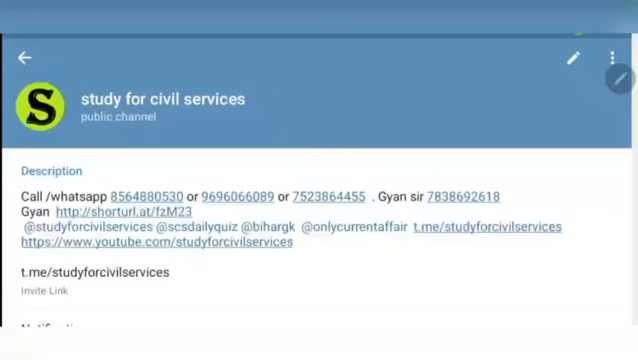 S
study for civil services
public channel
Description
Call /whatsapp 8564880530 or 9696066089 or 7523864455 . Gyan sir 7838692618
Gyan http://shorturl.at/fzM23
@studyforcivilservices @scsdailyquiz @bihargk @onlycurrentaffair t.me/studyforcivilservices
https://www.youtube.com/studyforcivilservices
t.me/studyforcivilservices
Invite Link